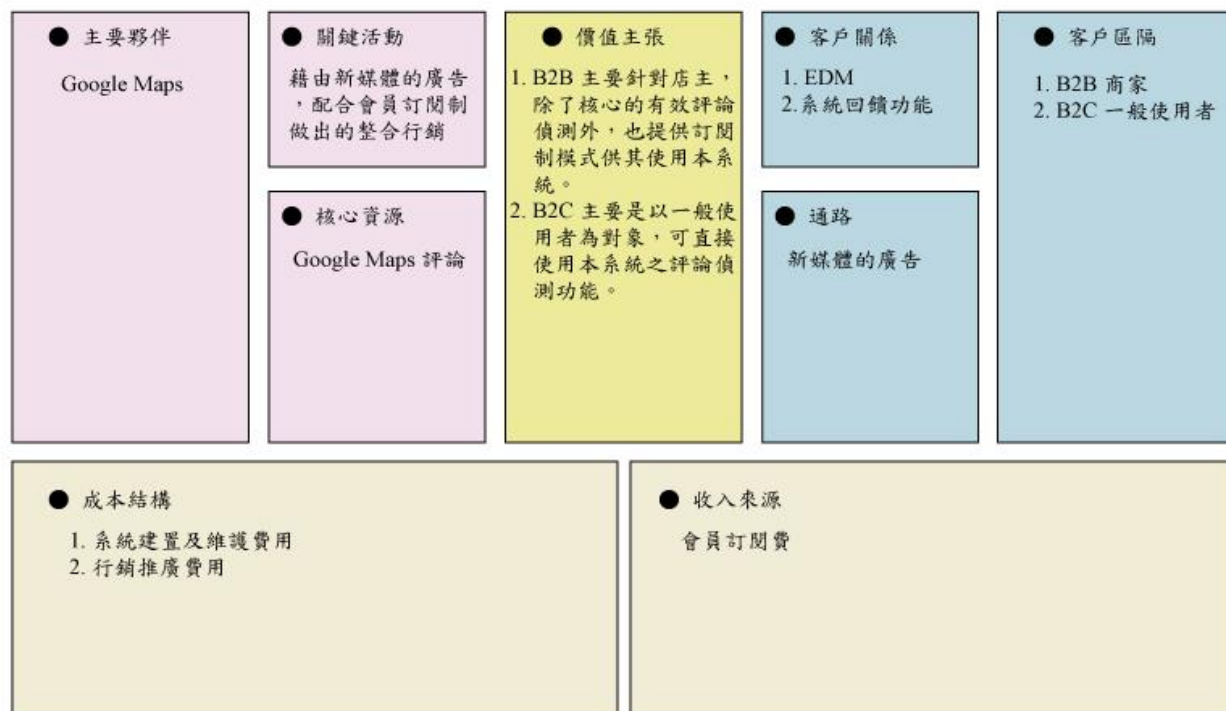 ● 主要夥伴
Google Maps
● 關鍵活動
藉由新媒體的廣告
，配合會員訂閱制
做出的整合行銷
● 核心資源
Google Maps 評論
● 價值主張
1. B2B 主要針對店主，
除了核心的有效評論
偵測外，也提供訂閱
制模式供其使用本系
統。
2. B2C 主要是以一般使
用者為對象，可直接
使用本系統之評論偵
測功能。
● 客戶關係
1. EDM
2.系統回饋功能
● 通路
新媒體的廣告
● 客戶區隔
1. B2B 商家
2. B2C 一般使用者
● 成本結構
1. 系統建置及維護費用
2. 行銷推廣費用
● 收入來源
會員訂閱費